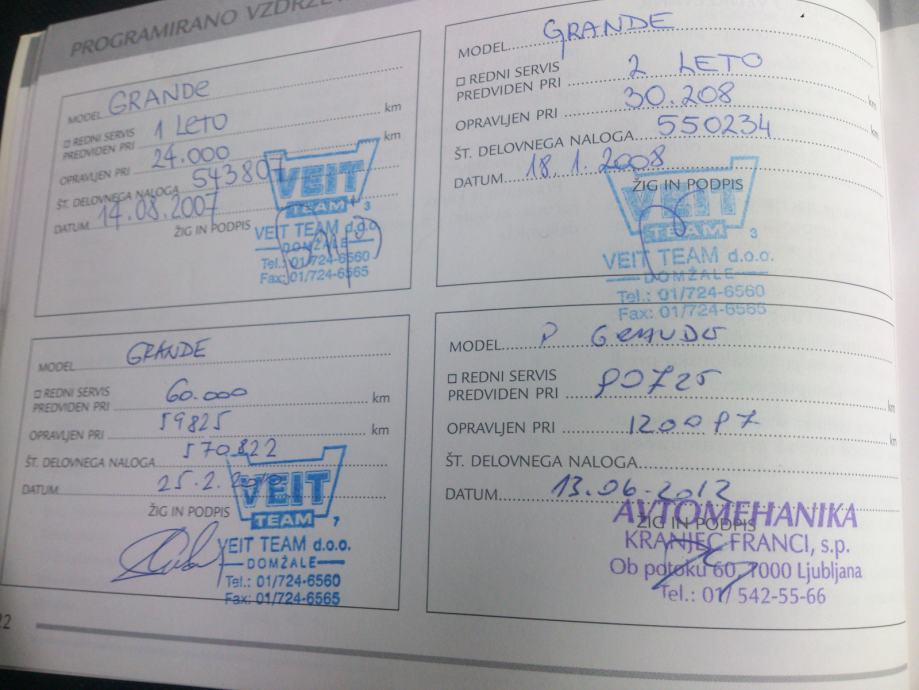 PROGRAMIRANO
MODEL GRANDE
REDNI SERVIS
PREDVIDEN PRI 1 LETO km
OPRAVLJEN PRI 24.000 km
ŠT. DELOVNEGA NALOGA 543807
DATUM 14.08.2007
ŽIG IN PODPIS
VEIT
TEAM 3
VEIT TEAM d.o.o.
DOMŽALE
Tel.: 01/724-6560
Fax: 01/724-6565
MODEL GRANDE
REDNI SERVIS
PREDVIDEN PRI 2 LETO
OPRAVLJEN PRI 30.208 km
ŠT. DELOVNEGA NALOGA 550234
DATUM 18.1.2008
ŽIG IN PODPIS
VEIT
TEAM 3
VEIT TEAM d.o.o.
DOMŽALE
Tel.: 01/724-6560
Fax: 01/724-6565
MODEL GRANDE
REDNI SERVIS
PREDVIDEN PRI 60.000 km
OPRAVLJEN PRI 59825 km
ŠT. DELOVNEGA NALOGA 570822
DATUM 25.2.
ŽIG IN PODPIS
VEIT
TEAM 7
VEIT TEAM d.o.o.
DOMŽALE
Tel.: 01/724-6560
Fax: 01/724-6565
MODEL P
REDNI SERVIS
PREDVIDEN PRI 90725 km
OPRAVLJEN PRI km
ŠT. DELOVNEGA NALOGA
DATUM 13.06.2012
ŽIG IN PODPIS
AVTOMEHANIKA
KRANJEC FRANCI, s.p.
Ob potoku 60, 1000 Ljubljana
Tel.: 01/ 542-55-66
22